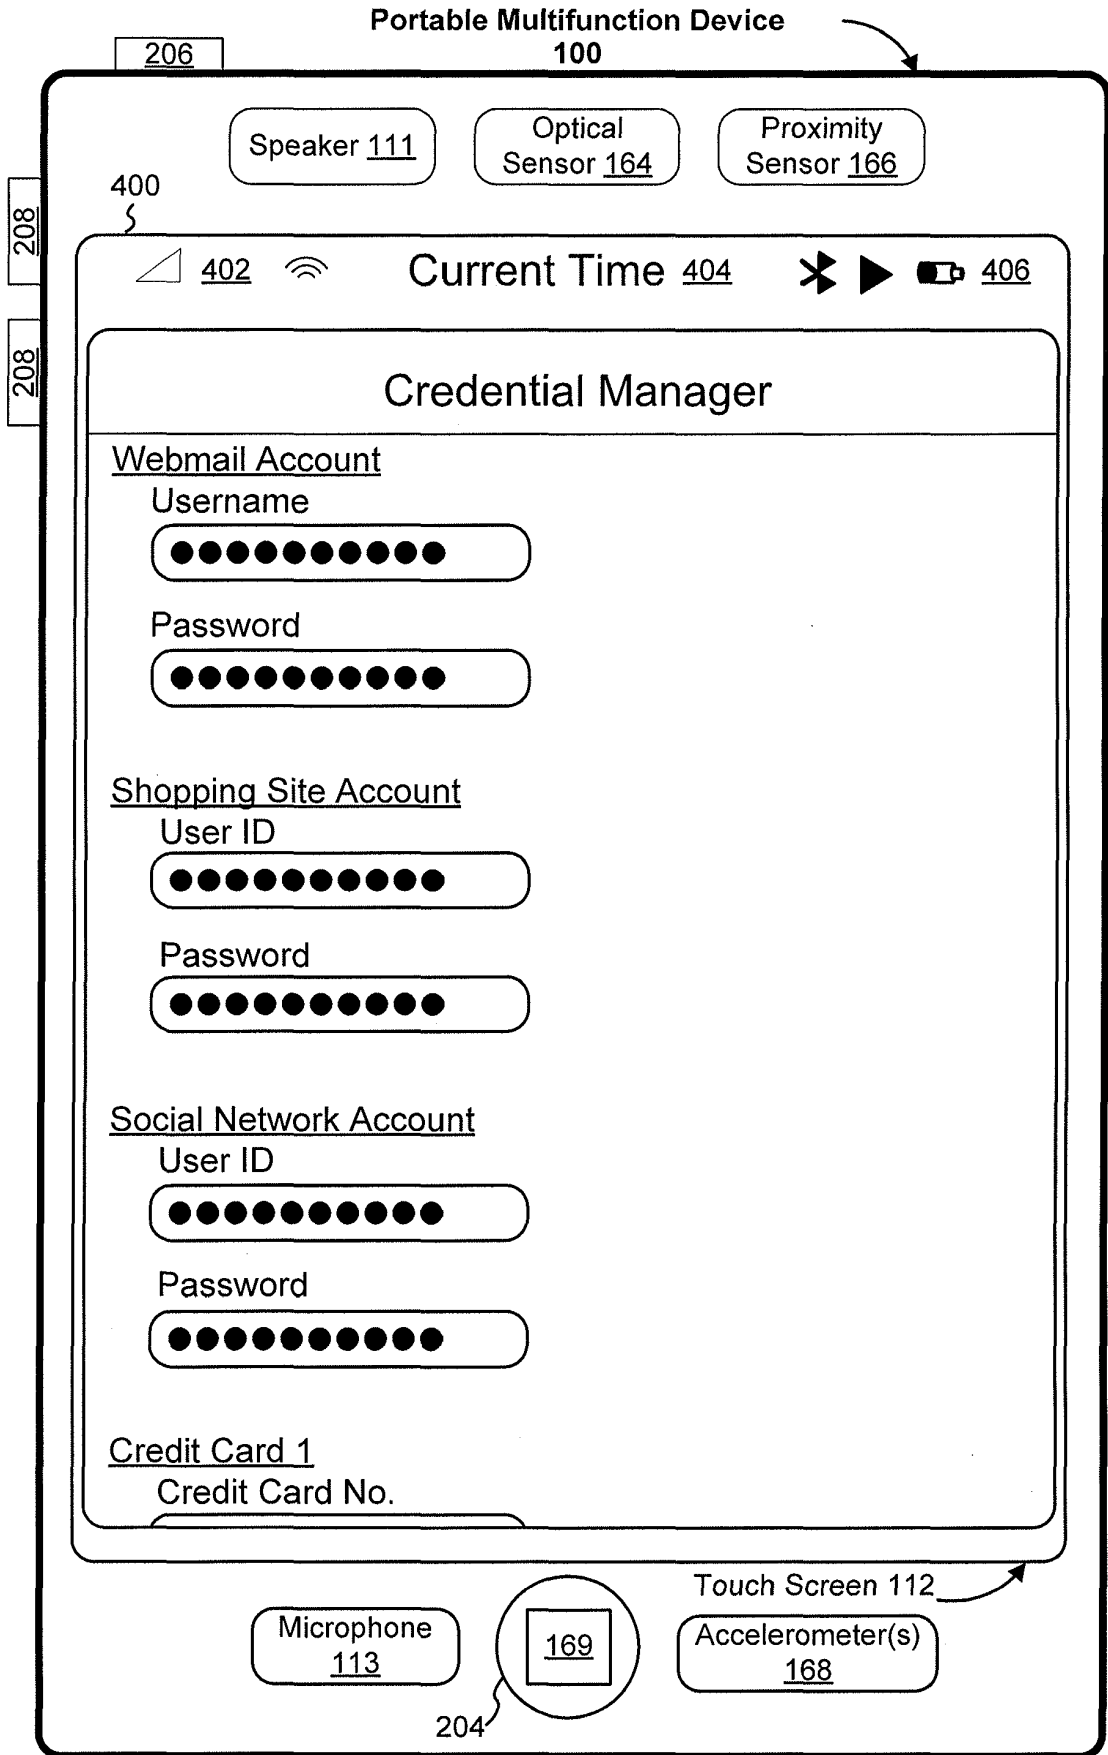 Portable Multifunction Device
100
206
Speaker 111
Optical
Sensor 164
Proximity
Sensor 166
208
400
402 Current Time 404 406
208
Credential Manager
Webmail Account
Username
●●●●●●●●●●
Password
●●●●●●●●●●
Shopping Site Account
User ID
●●●●●●●●●●
Password
●●●●●●●●●●
Social Network Account
User ID
●●●●●●●●●●
Password
●●●●●●●●●●
Credit Card 1
Credit Card No.
Touch Screen 112
Microphone
113
169
Accelerometer(s)
168
204